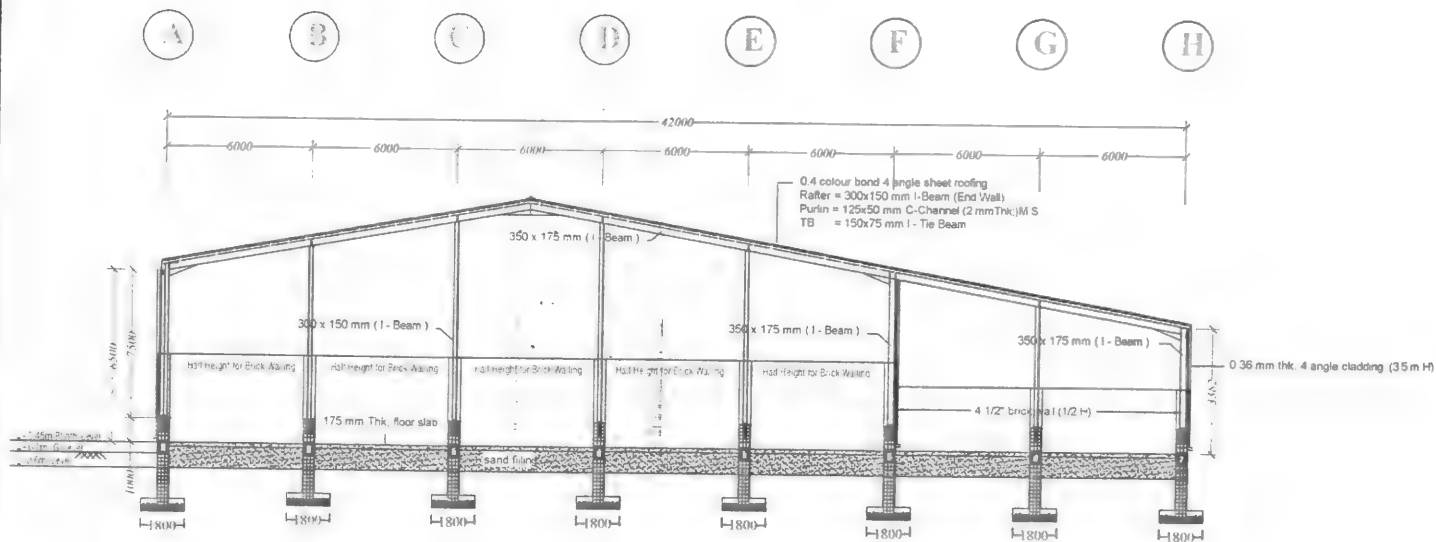 A B C D E F G H
42000
6000 6000 6000 6000 6000 6000 6000
0.4 colour bond 4 angle sheet roofing
Rafter = 300x150 mm I-Beam (End Wall)
Purlin = 125x50 mm C-Channel (2 mmThk;)M S
TB = 150x75 mm I - Tie Beam
350 x 175 mm ( I - Beam )
300 x 150 mm ( I - Beam )
350 x 175 mm ( I - Beam )
350 x 175 mm ( I - Beam )
8500
7500
Half Height for Brick Walling
Half Height for Brick Walling
Half Height for Brick Walling
Half Height for Brick Walling
Half Height for Brick Walling
0.36 mm thk. 4 angle cladding (3.5 m H)
4 1/2" brick wall (1/2 H)
175 mm Thk, floor slab
Level
Level
sand filling
1000
1800 1800 1800 1800 1800 1800 1800 1800